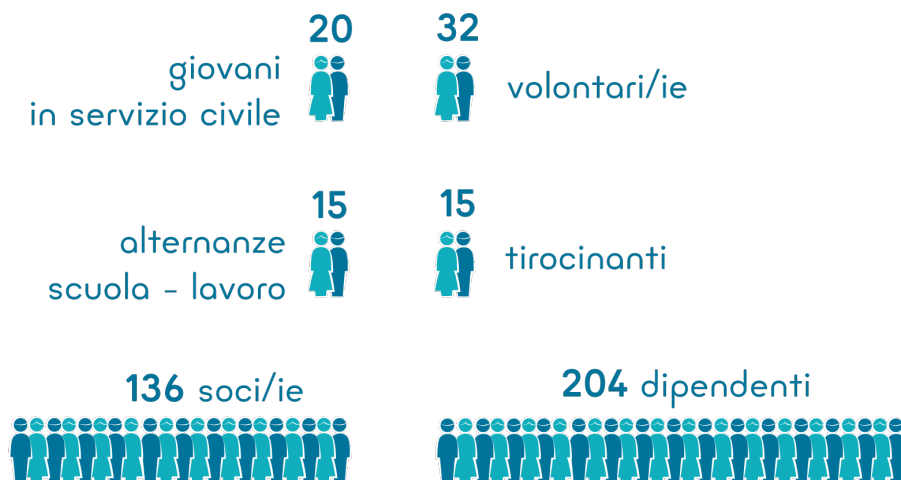 20
giovani
in servizio civile
32
volontari/ie
15
alternanze
scuola - lavoro
15
tirocinanti
136 soci/ie
204 dipendenti